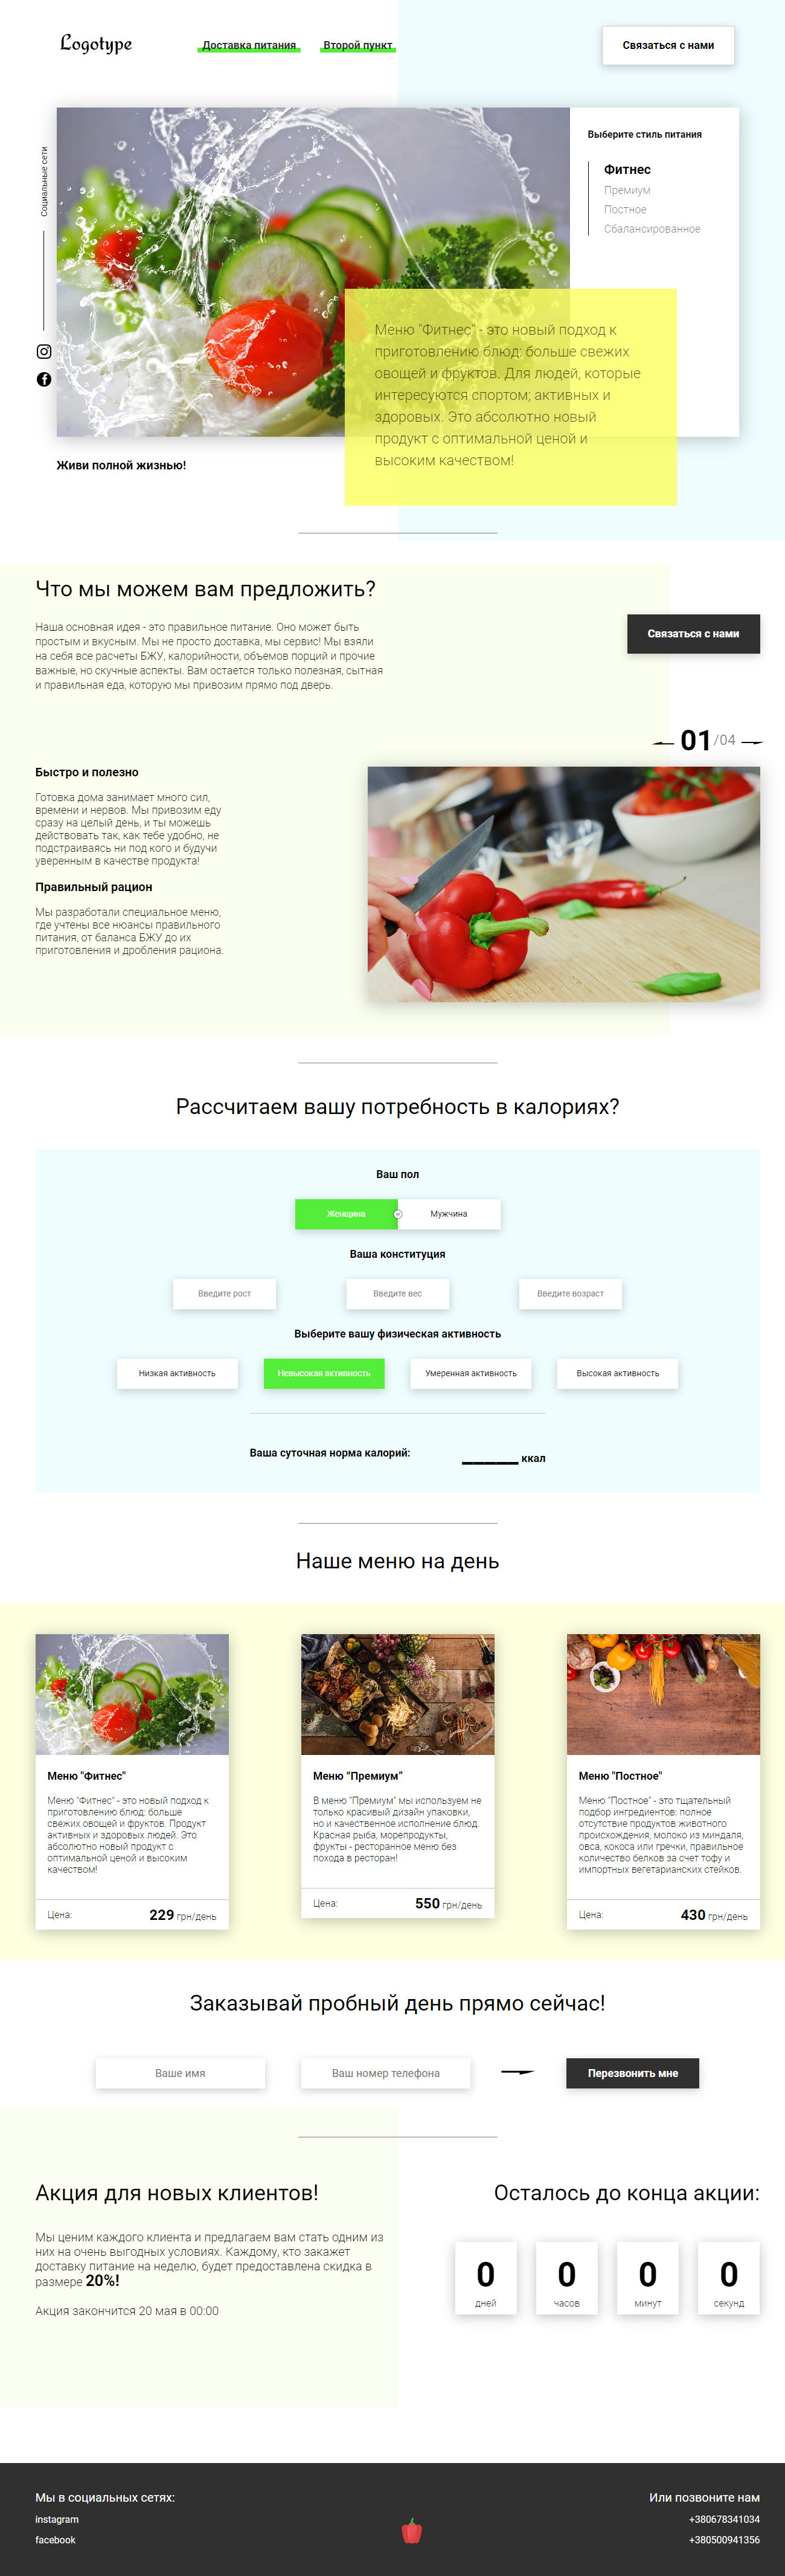 Logotype
Доставка питания
Второй пункт
Связаться с нами
Социальные сети
Выберите стиль питания
Фитнес
Премиум
Постное
Сбалансированное
Меню "Фитнес" - это новый подход к
приготовлению блюд: больше свежих
овощей и фруктов. Для людей, которые
интересуются спортом; активных и
здоровых. Это абсолютно новый
продукт с оптимальной ценой и
высоким качеством!
Живи полной жизнью!
Что мы можем вам предложить?
Наша основная идея - это правильное питание. Оно может быть
простым и вкусным. Мы не просто доставка, мы сервис! Мы взяли
на себя все расчеты БЖУ, калорийности, объемов порций и прочие
важные, но скучные аспекты. Вам остается только полезная, сытная
и правильная еда, которую мы привозим прямо под дверь.
Связаться с нами
01/04
Быстро и полезно
Готовка дома занимает много сил,
времени и нервов. Мы привозим еду
сразу на целый день, и ты можешь
действовать так, как тебе удобно, не
подстраиваясь ни под кого и будучи
уверенным в качестве продукта!
Правильный рацион
Мы разработали специальное меню,
где учтены все нюансы правильного
питания, от баланса БЖУ до их
приготовления и дробления рациона.
Рассчитаем вашу потребность в калориях?
Ваш пол
Женщина
Мужчина
Ваша конституция
Введите рост
Введите вес
Введите возраст
Выберите вашу физическая активность
Низкая активность
Невысокая активность
Умеренная активность
Высокая активность
Ваша суточная норма калорий:
_____ ккал
Наше меню на день
Меню "Фитнес"
Меню "Фитнес" - это новый подход к
приготовлению блюд: больше
свежих овощей и фруктов. Продукт
активных и здоровых людей. Это
абсолютно новый продукт с
оптимальной ценой и высоким
качеством!
Цена:
229 грн/день
Меню “Премиум”
В меню “Премиум” мы используем не
только красивый дизайн упаковки,
но и качественное исполнение блюд.
Красная рыба, морепродукты,
фрукты - ресторанное меню без
похода в ресторан!
Цена:
550 грн/день
Меню "Постное"
Меню “Постное” - это тщательный
подбор ингредиентов: полное
отсутствие продуктов животного
происхождения, молоко из миндаля,
овса, кокоса или гречки, правильное
количество белков за счет тофу и
импортных вегетарианских стейков.
Цена:
430 грн/день
Заказывай пробный день прямо сейчас!
Ваше имя
Ваш номер телефона
Перезвонить мне
Акция для новых клиентов!
Мы ценим каждого клиента и предлагаем вам стать одним из
них на очень выгодных условиях. Каждому, кто закажет
доставку питание на неделю, будет предоставлена скидка в
размере 20%!
Акция закончится 20 мая в 00:00
Осталось до конца акции:
0
0
0
0
дней
часов
минут
секунд
Мы в социальных сетях:
instagram
facebook
Или позвоните нам
+380678341034
+380500941356